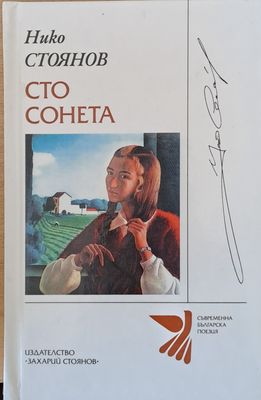 Нико
СТОЯНОВ
СТО
СОНЕТА
СЪВРЕМЕННА
БЪЛГАРСКА
ПОЕЗИЯ
ИЗДАТЕЛСТВО
«ЗАХАРИЙ СТОЯНОВ»